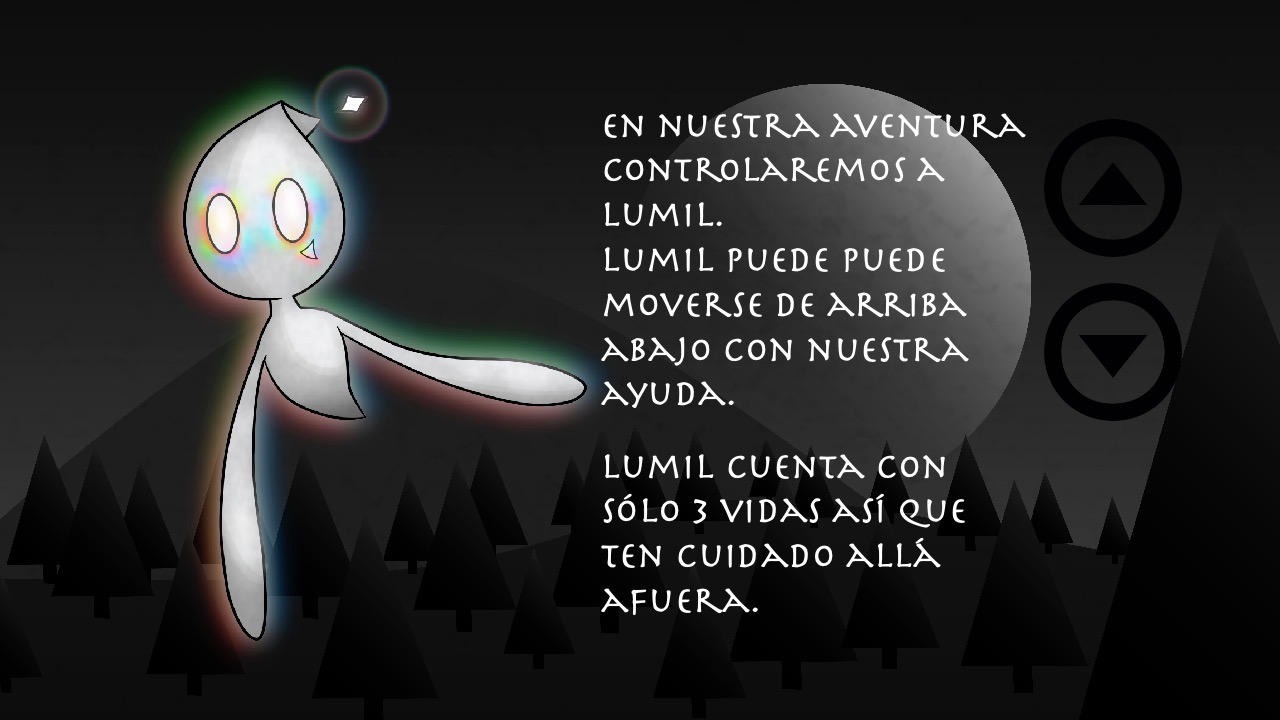 EN NUESTRA AVENTURA
CONTROLAREMOS A
LUMIL.
LUMIL PUEDE PUEDE
MOVERSE DE ARRIBA
ABAJO CON NUESTRA
AYUDA.
LUMIL CUENTA CON
SÓLO 3 VIDAS ASÍ QUE
TEN CUIDADO ALLÁ
AFUERA.